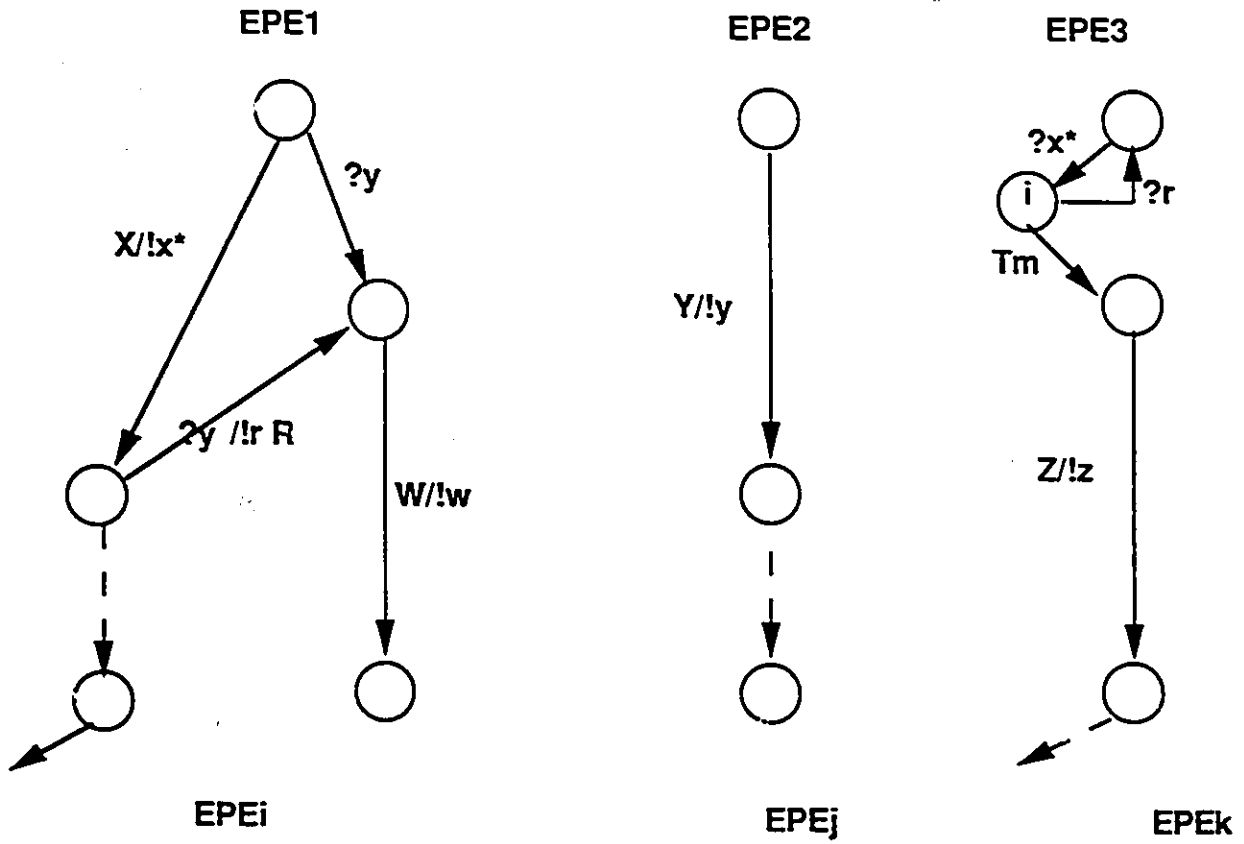 EPE1
EPE2
EPE3
?x*
?y
i
?r
X/!x*
Tm
Y/!y
?y /!r R
Z/!z
W/!w
EPEi
EPEj
EPEk